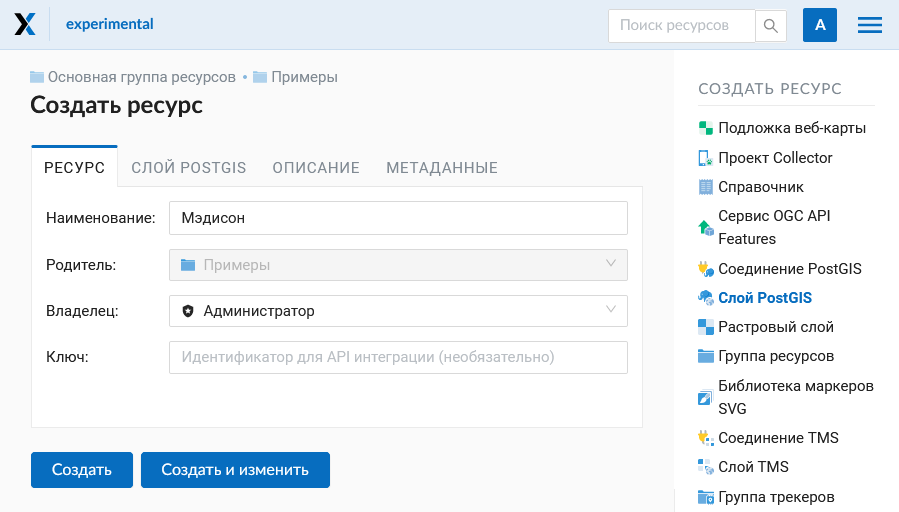 experimental
Поиск ресурсов
A
Основная группа ресурсов • Примеры
Создать ресурс
РЕСУРС СЛОЙ POSTGIS ОПИСАНИЕ МЕТАДАННЫЕ
Наименование: Мэдисон
Родитель: Примеры
Владелец: Администратор
Ключ: Идентификатор для API интеграции (необязательно)
Создать Создать и изменить
СОЗДАТЬ РЕСУРС
Подложка веб-карты
Проект Collector
Справочник
Сервис OGC API
Features
Соединение PostGIS
Слой PostGIS
Растровый слой
Группа ресурсов
Библиотека маркеров
SVG
Соединение TMS
Слой TMS
Группа трекеров